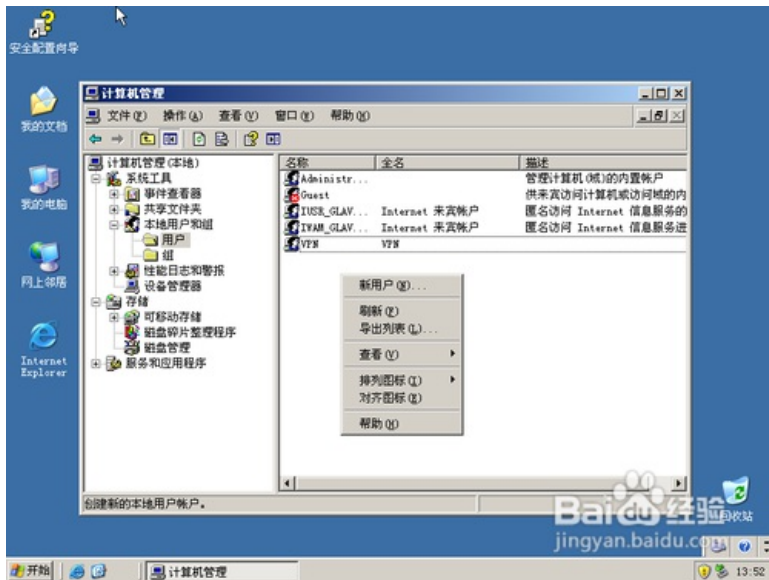 安全配置向导
我的文档
我的电脑
网上邻居
Internet
Explorer
计算机管理
文件(F) 操作(A) 查看(V) 窗口(W) 帮助(H)
计算机管理(本地)
系统工具
事件查看器
共享文件夹
本地用户和组
用户
组
性能日志和警报
设备管理器
存储
可移动存储
磁盘碎片整理程序
磁盘管理
服务和应用程序
名称 全名 描述
Administr... 管理计算机(域)的内置帐户
Guest 供来宾访问计算机或访问域的内
IUSR_GLAV... Internet 来宾帐户 匿名访问 Internet 信息服务的
IWAM_GLAV... Internet 来宾帐户 匿名访问 Internet 信息服务进
VPN VPN
新用户(N)...
刷新(F)
导出列表(L)...
查看(V)
排列图标(I)
对齐图标(E)
帮助(H)
创建新的本地用户帐户。
Baidu经验
jingyan.baidu.com
回收站
开始
计算机管理
13:52